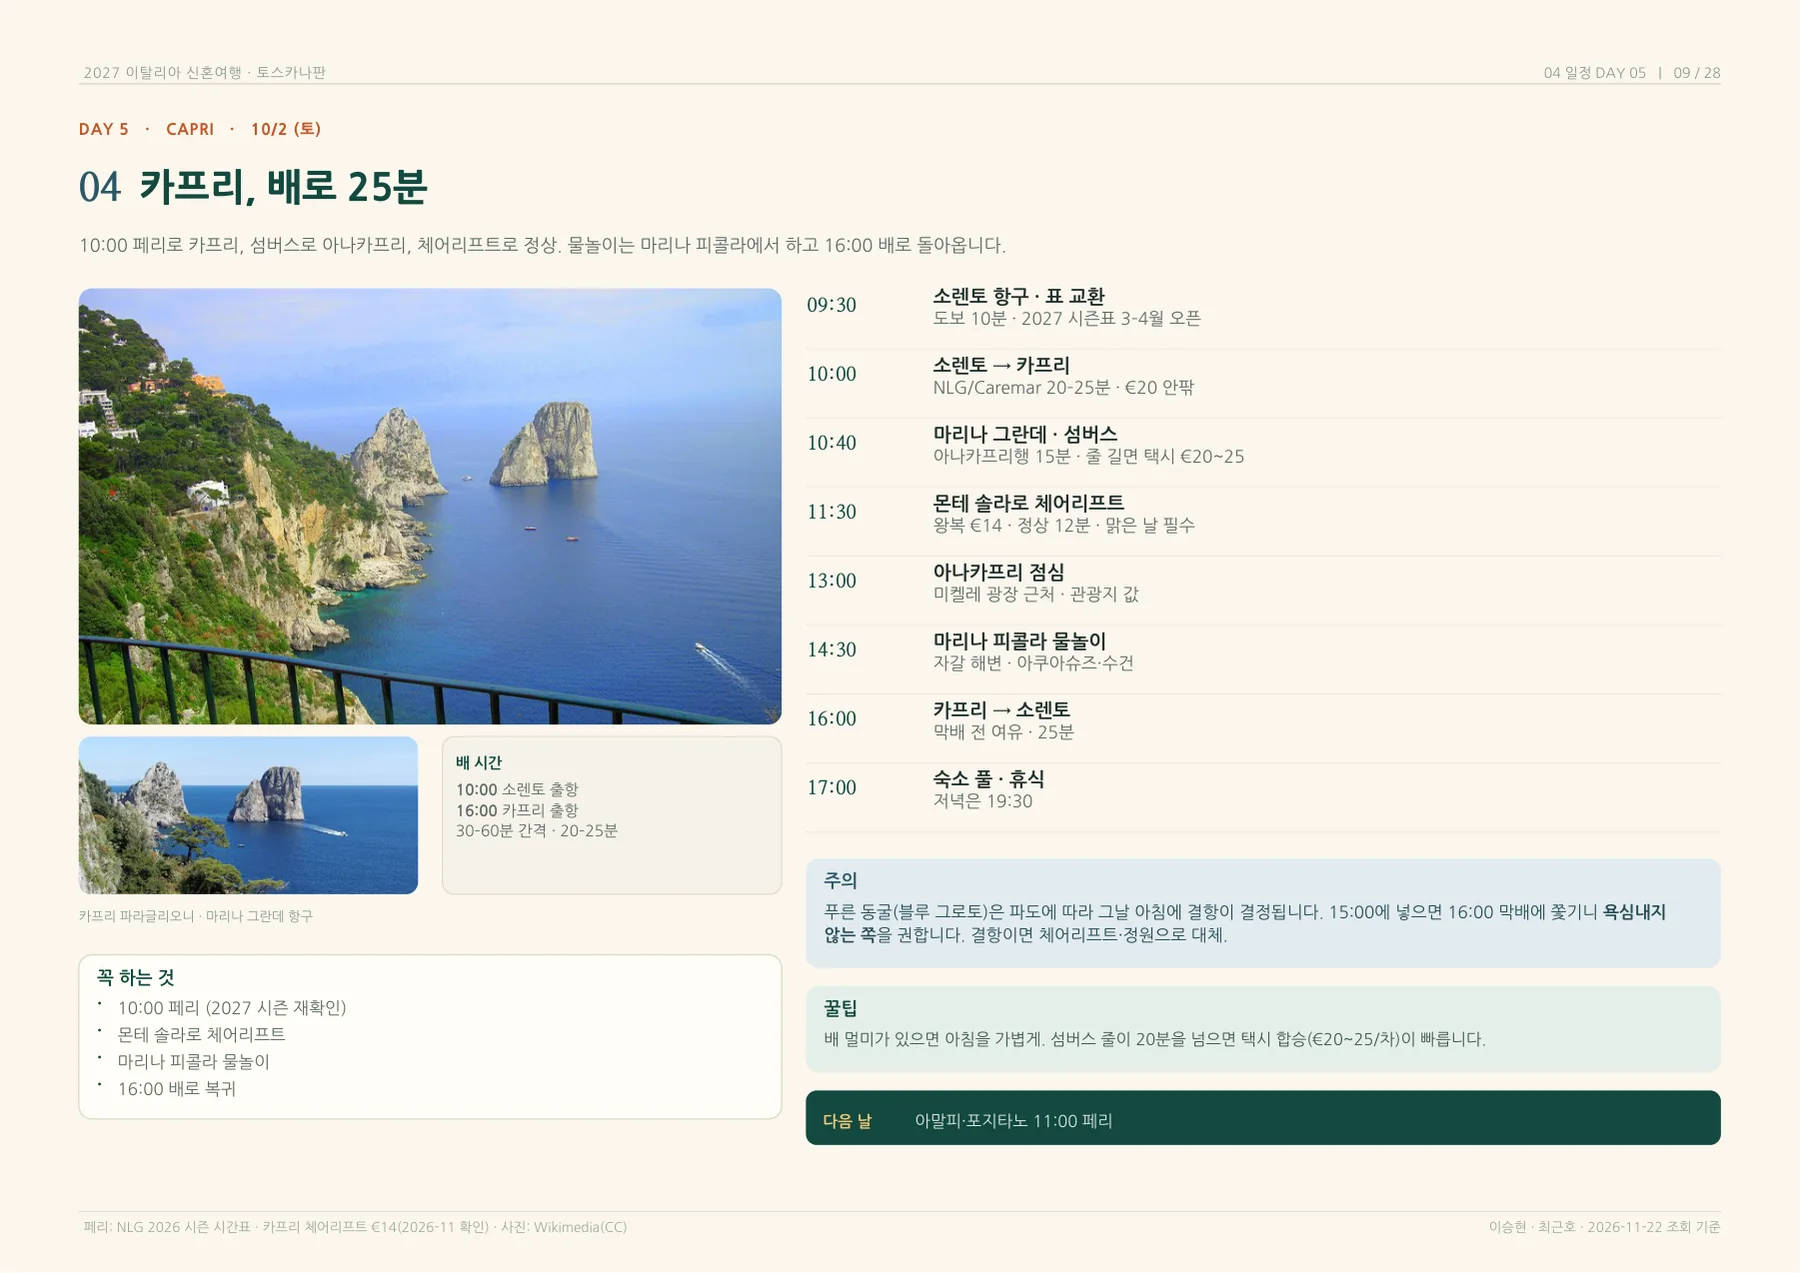 2027 이탈리아 신혼여행 · 토스카나판
04 일정 DAY 05 | 09 / 28
DAY 5 · CAPRI · 10/2 (토)
04 카프리, 배로 25분
10:00 페리로 카프리, 섬버스로 아나카프리, 체어리프트로 정상. 물놀이는 마리나 피콜라에서 하고 16:00 배로 돌아옵니다.
카프리 파라글리오니 · 마리나 그란데 항구
배 시간
10:00 소렌토 출항
16:00 카프리 출항
30-60분 간격 · 20-25분
꼭 하는 것
· 10:00 페리 (2027 시즌 재확인)
· 몬테 솔라로 체어리프트
· 마리나 피콜라 물놀이
· 16:00 배로 복귀
09:30 소렌토 항구 · 표 교환
도보 10분 · 2027 시즌표 3-4월 오픈
10:00 소렌토 → 카프리
NLG/Caremar 20-25분 · €20 안팎
10:40 마리나 그란데 · 섬버스
아나카프리행 15분 · 줄 길면 택시 €20~25
11:30 몬테 솔라로 체어리프트
왕복 €14 · 정상 12분 · 맑은 날 필수
13:00 아나카프리 점심
미켈레 광장 근처 · 관광지 값
14:30 마리나 피콜라 물놀이
자갈 해변 · 아쿠아슈즈·수건
16:00 카프리 → 소렌토
막배 전 여유 · 25분
17:00 숙소 풀 · 휴식
저녁은 19:30
주의
푸른 동굴(블루 그로토)은 파도에 따라 그날 아침에 결항이 결정됩니다. 15:00에 넣으면 16:00 막배에 쫓기니 욕심내지
않는 쪽을 권합니다. 결항이면 체어리프트·정원으로 대체.
꿀팁
배 멀미가 있으면 아침을 가볍게. 섬버스 줄이 20분을 넘으면 택시 합승(€20~25/차)이 빠릅니다.
다음 날 아말피·포지타노 11:00 페리
페리: NLG 2026 시즌 시간표 · 카프리 체어리프트 €14(2026-11 확인) · 사진: Wikimedia(CC)
이승현 · 최근호 · 2026-11-22 조회 기준